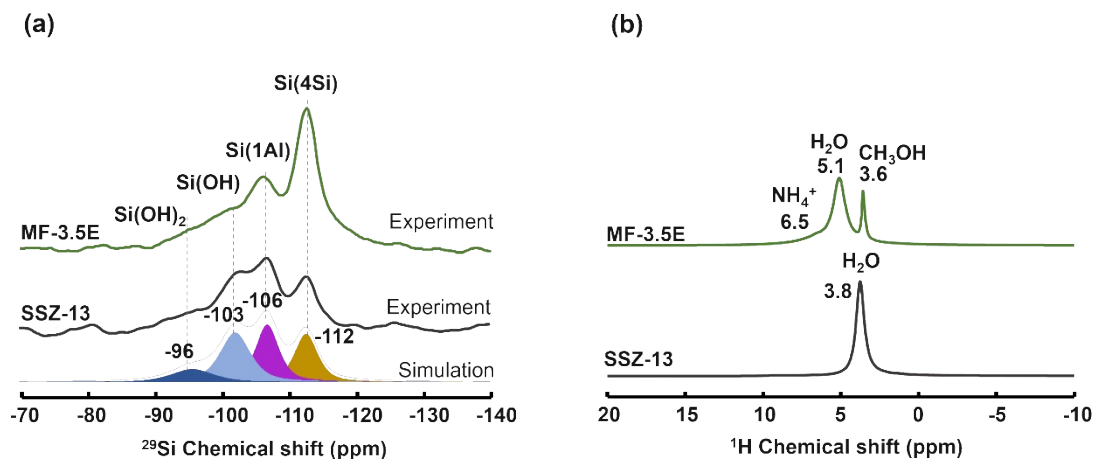 (a)
Si(4Si)
Si(1Al)
Si(OH)
Si(OH)₂
MF-3.5E
Experiment
SSZ-13
Experiment
-106
-103
-112
-96
Simulation
-70 -80 -90 -100 -110 -120 -130 -140
²⁹Si Chemical shift (ppm)
(b)
H₂O
5.1
CH₃OH
3.6
NH₄⁺
6.5
MF-3.5E
H₂O
3.8
SSZ-13
20 15 10 5 0 -5 -10
¹H Chemical shift (ppm)